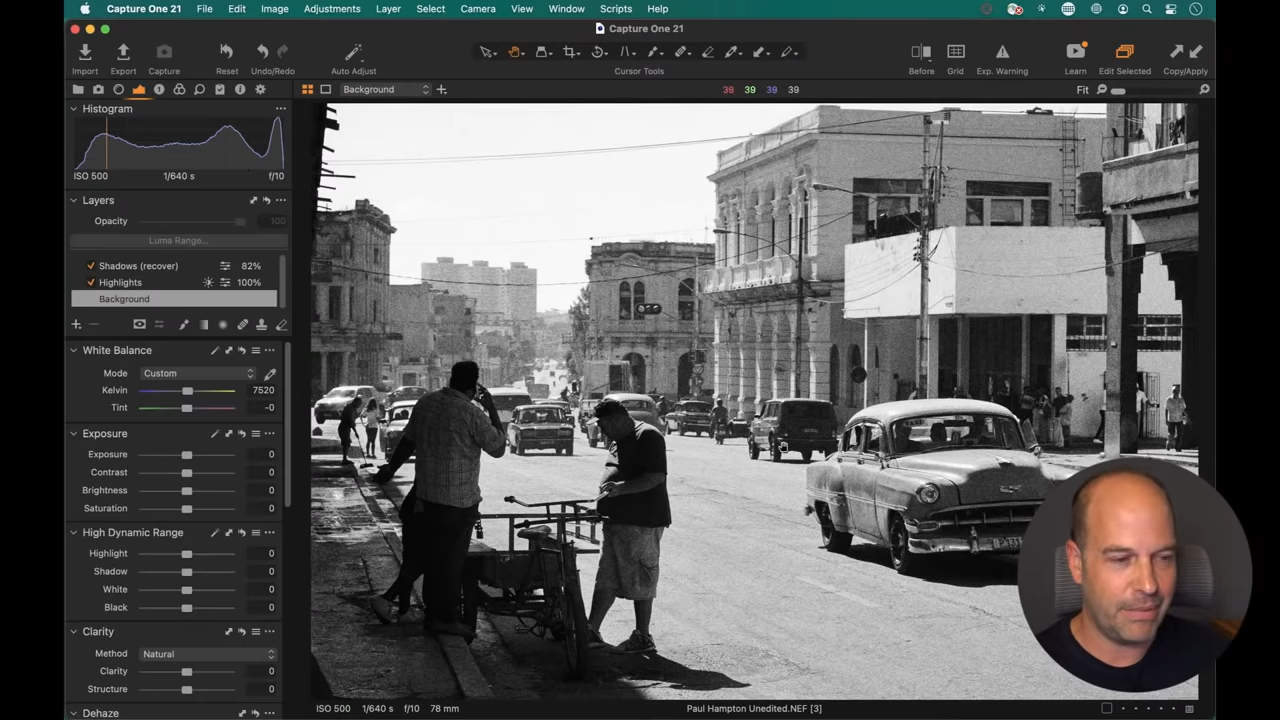 Capture One 21 File Edit Image Adjustments Layer Select Camera View Window Scripts Help
Capture One 21
Import Export Capture Reset Undo/Redo Auto Adjust Cursor Tools Before Grid Exp. Warning Learn Edit Selected Copy/Apply
Background 39 39 39 39 Fit
Histogram
ISO 500 1/640 s f/10
Layers
Opacity 100
Luma Range...
Shadows (recover) 82%
Highlights 100%
Background
White Balance
Mode Custom
Kelvin 7520
Tint -0
Exposure
Exposure 0
Contrast 0
Brightness 0
Saturation 0
High Dynamic Range
Highlight 0
Shadow 0
White 0
Black 0
Clarity
Method Natural
Clarity 0
Structure 0
Dehaze
ISO 500 1/640 s f/10 78 mm Paul Hampton Unedited.NEF [3]